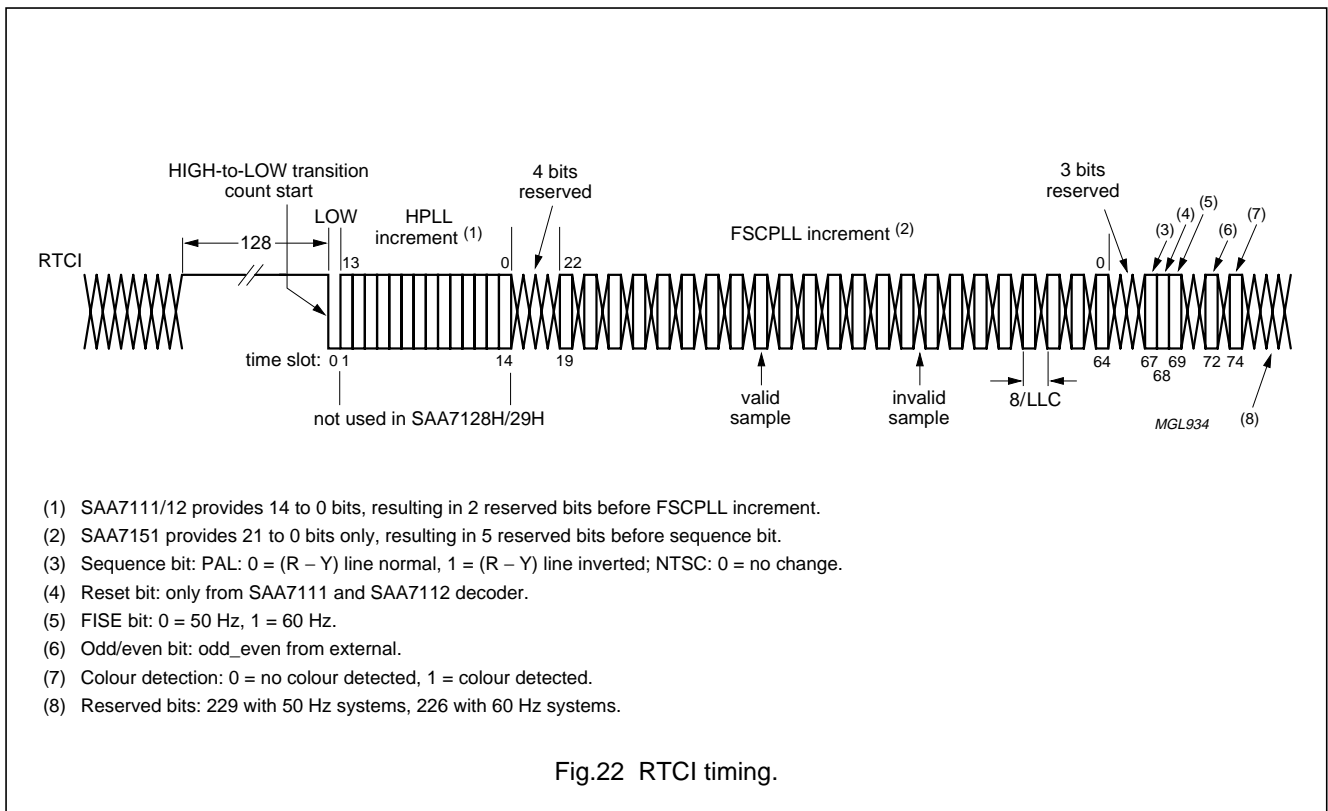 HIGH-to-LOW transition
count start
4 bits
reserved
3 bits
reserved
(3)
(4)
(5)
(6)
(7)
LOW
HPLL
increment (1)
FSCPLL increment (2)
128
RTCI
13
0
22
0
time slot:
0 1
14
19
64
67
68
69
72
74
not used in SAA7128H/29H
valid
sample
invalid
sample
8/LLC
MGL934
(8)
(1) SAA7111/12 provides 14 to 0 bits, resulting in 2 reserved bits before FSCPLL increment.
(2) SAA7151 provides 21 to 0 bits only, resulting in 5 reserved bits before sequence bit.
(3) Sequence bit: PAL: 0 = (R − Y) line normal, 1 = (R − Y) line inverted; NTSC: 0 = no change.
(4) Reset bit: only from SAA7111 and SAA7112 decoder.
(5) FISE bit: 0 = 50 Hz, 1 = 60 Hz.
(6) Odd/even bit: odd_even from external.
(7) Colour detection: 0 = no colour detected, 1 = colour detected.
(8) Reserved bits: 229 with 50 Hz systems, 226 with 60 Hz systems.
Fig.22 RTCI timing.